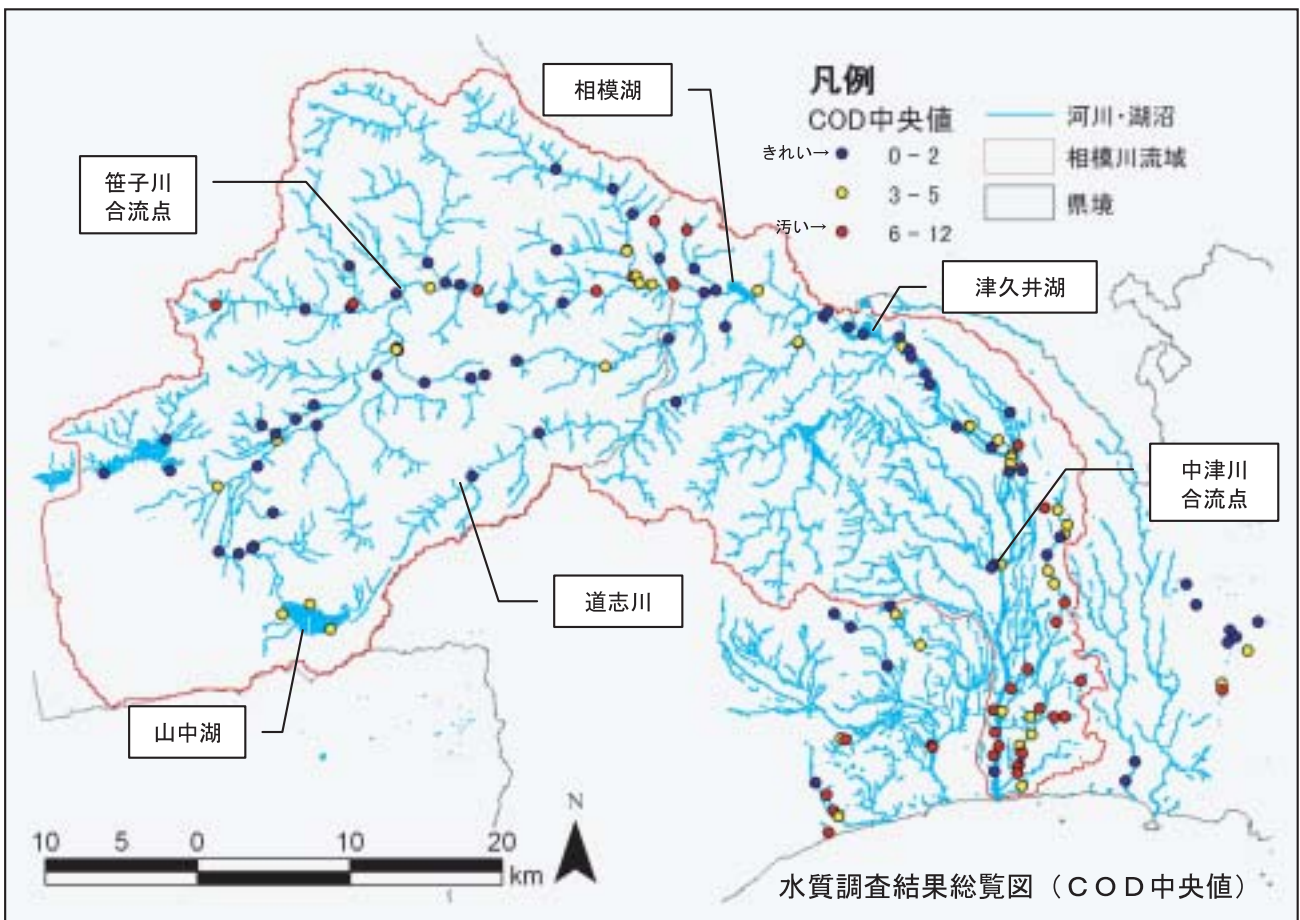 相模湖
凡例
COD中央値
きれい→ 0-2
3-5
汚い→ 6-12
河川・湖沼
相模川流域
県境
笹子川
合流点
津久井湖
中津川
合流点
道志川
山中湖
10 5 0 10 20
km
N
水質調査結果総覧図（COD中央値）